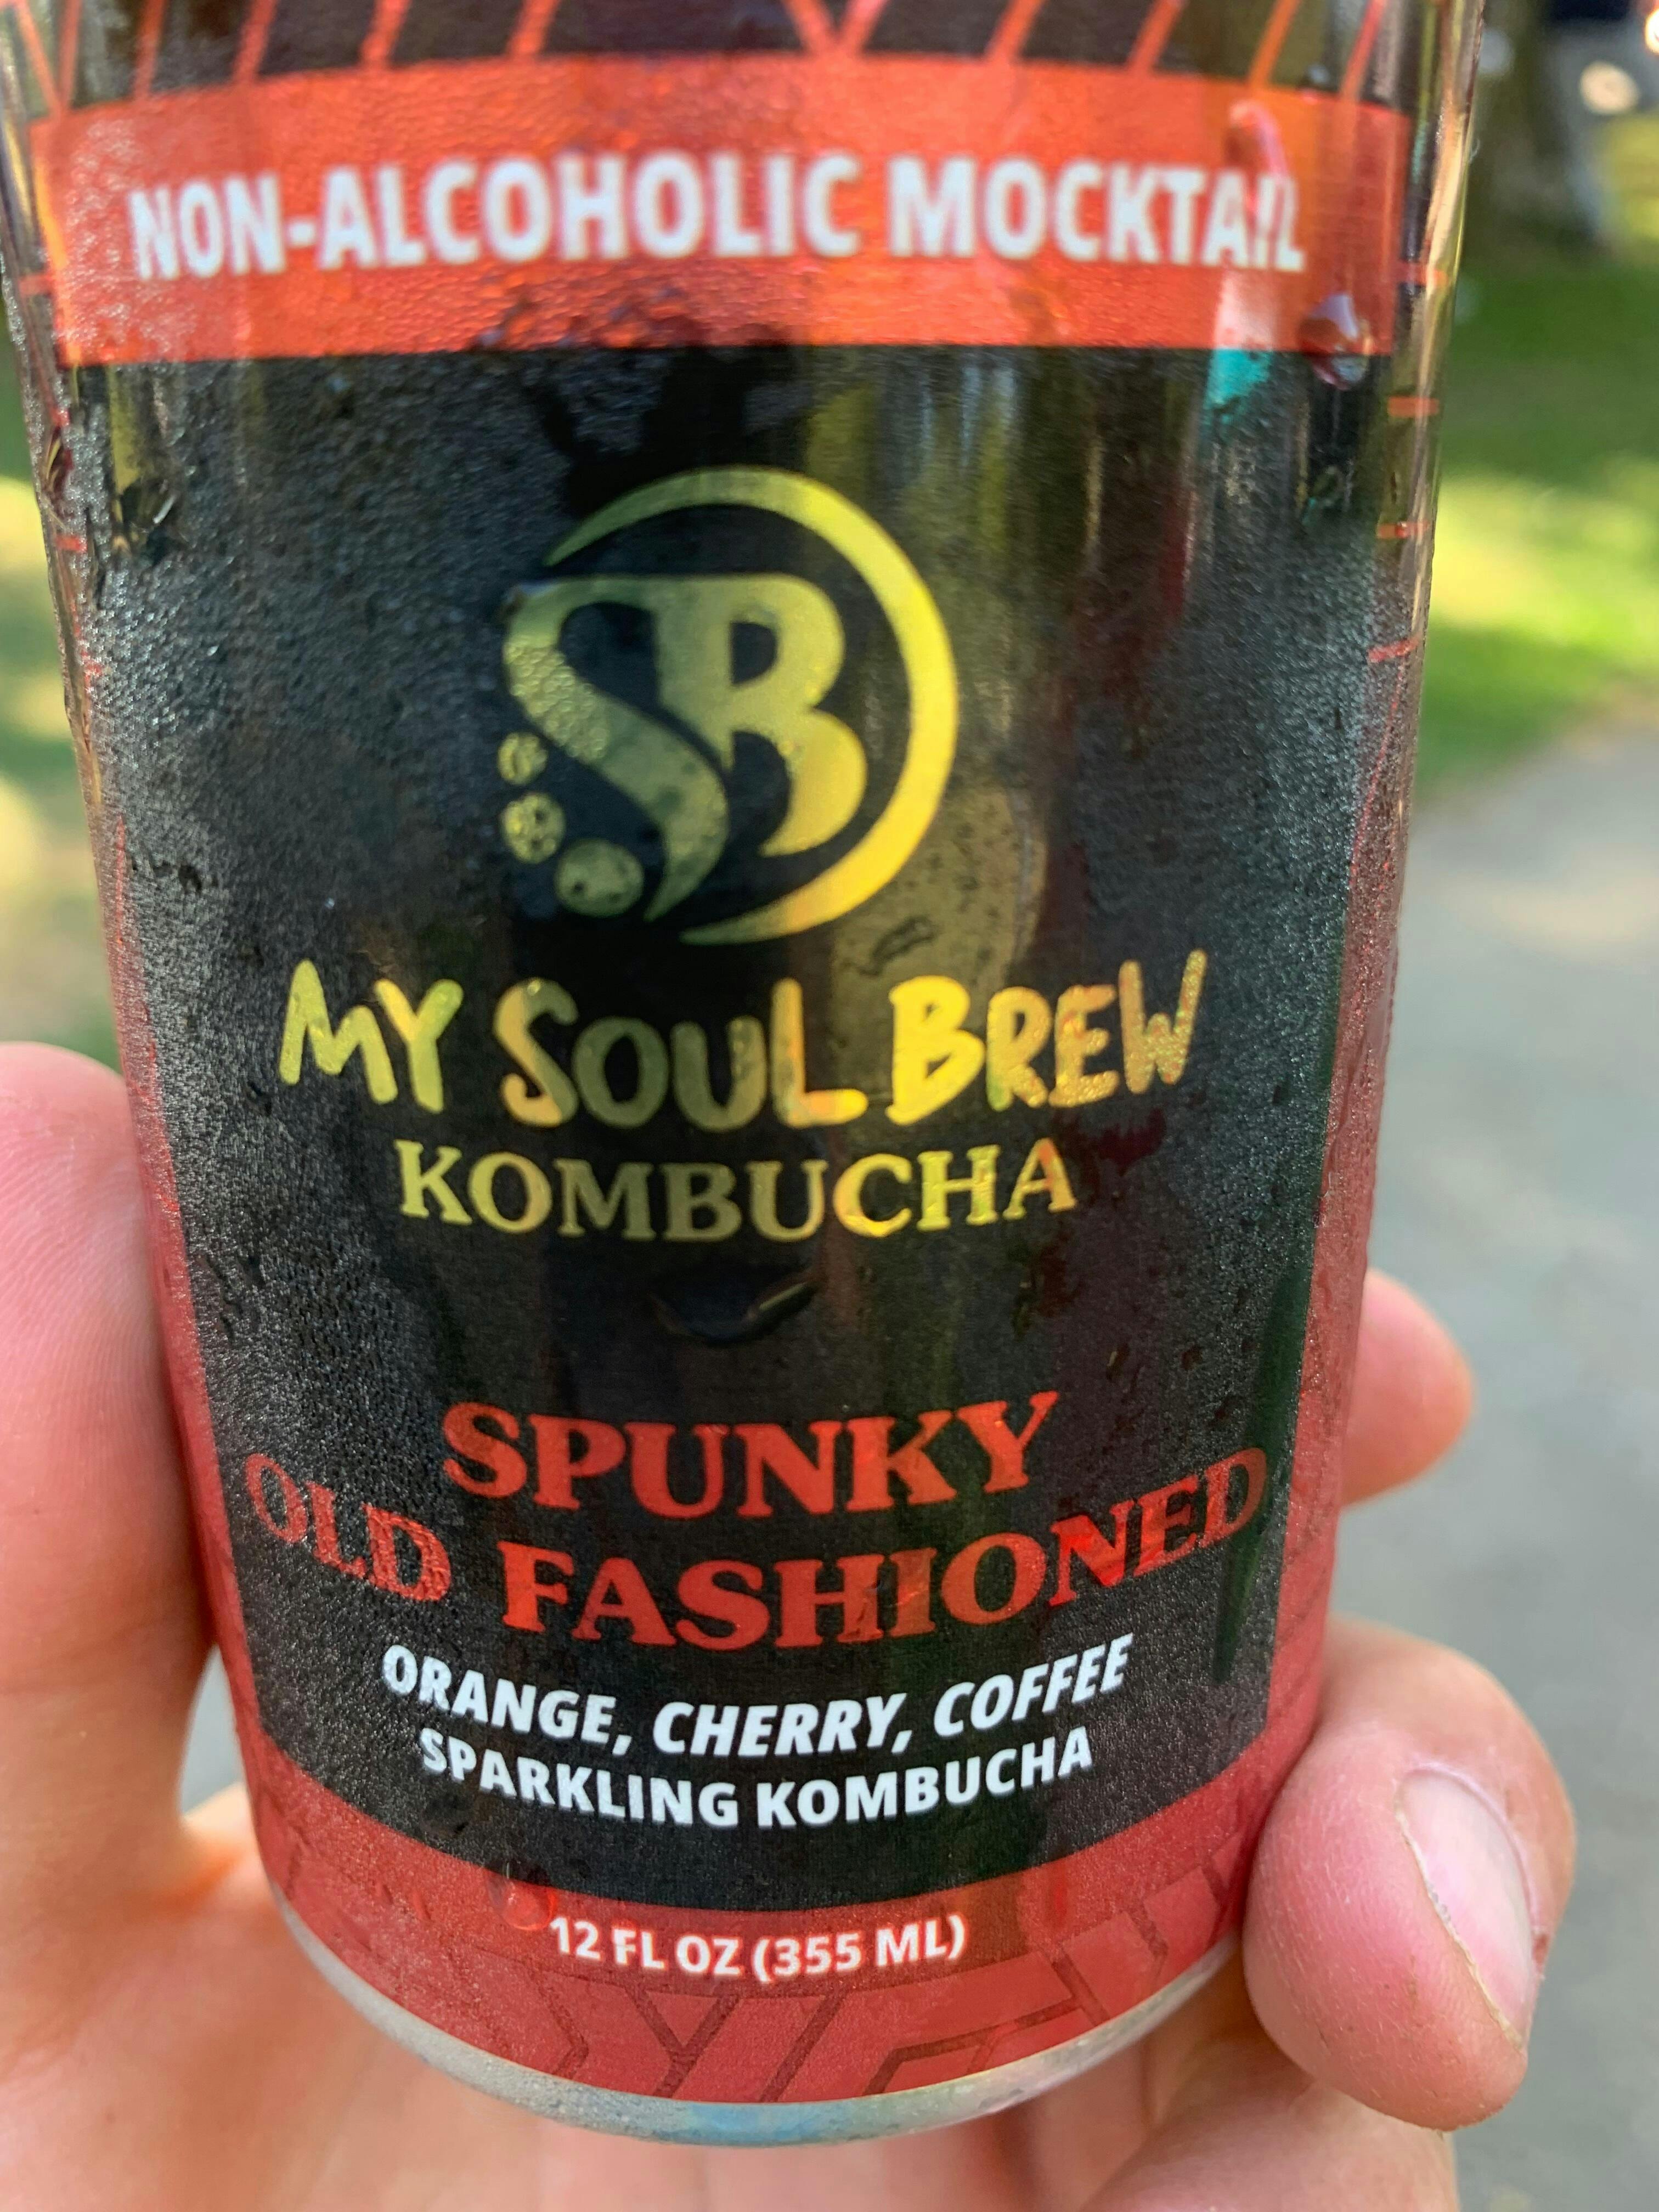 NON-ALCOHOLIC MOCKTAIL
SB
MY SOUL BREW
KOMBUCHA
SPUNKY
OLD FASHIONED
ORANGE, CHERRY, COFFEE
SPARKLING KOMBUCHA
12 FL OZ (355 ML)